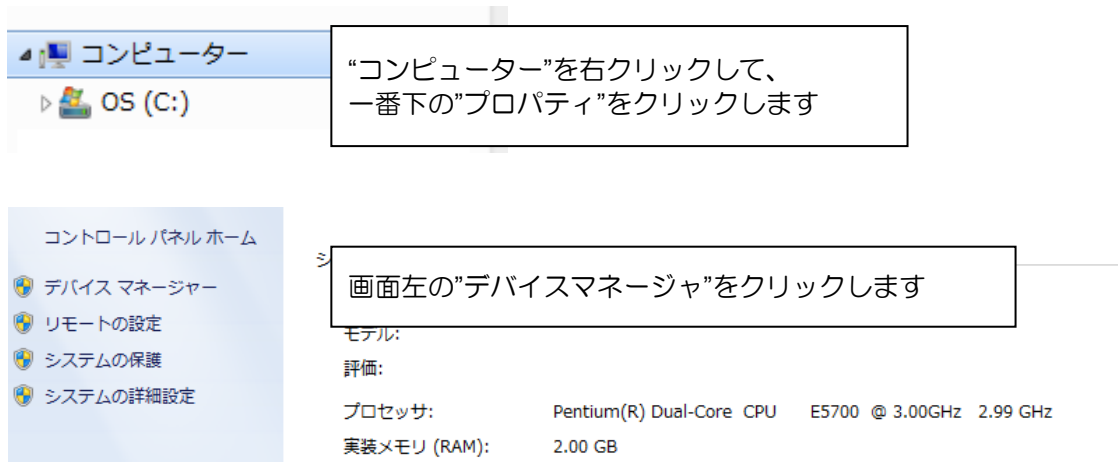 コンピューター
OS (C:)
“コンピューター”を右クリックして、
一番下の”プロパティ”をクリックします
コントロール パネル ホーム
デバイス マネージャー
リモートの設定
システムの保護
システムの詳細設定
シ
画面左の”デバイスマネージャ”をクリックします
モデル:
評価:
プロセッサ: Pentium(R) Dual-Core CPU E5700 @ 3.00GHz 2.99 GHz
実装メモリ (RAM): 2.00 GB